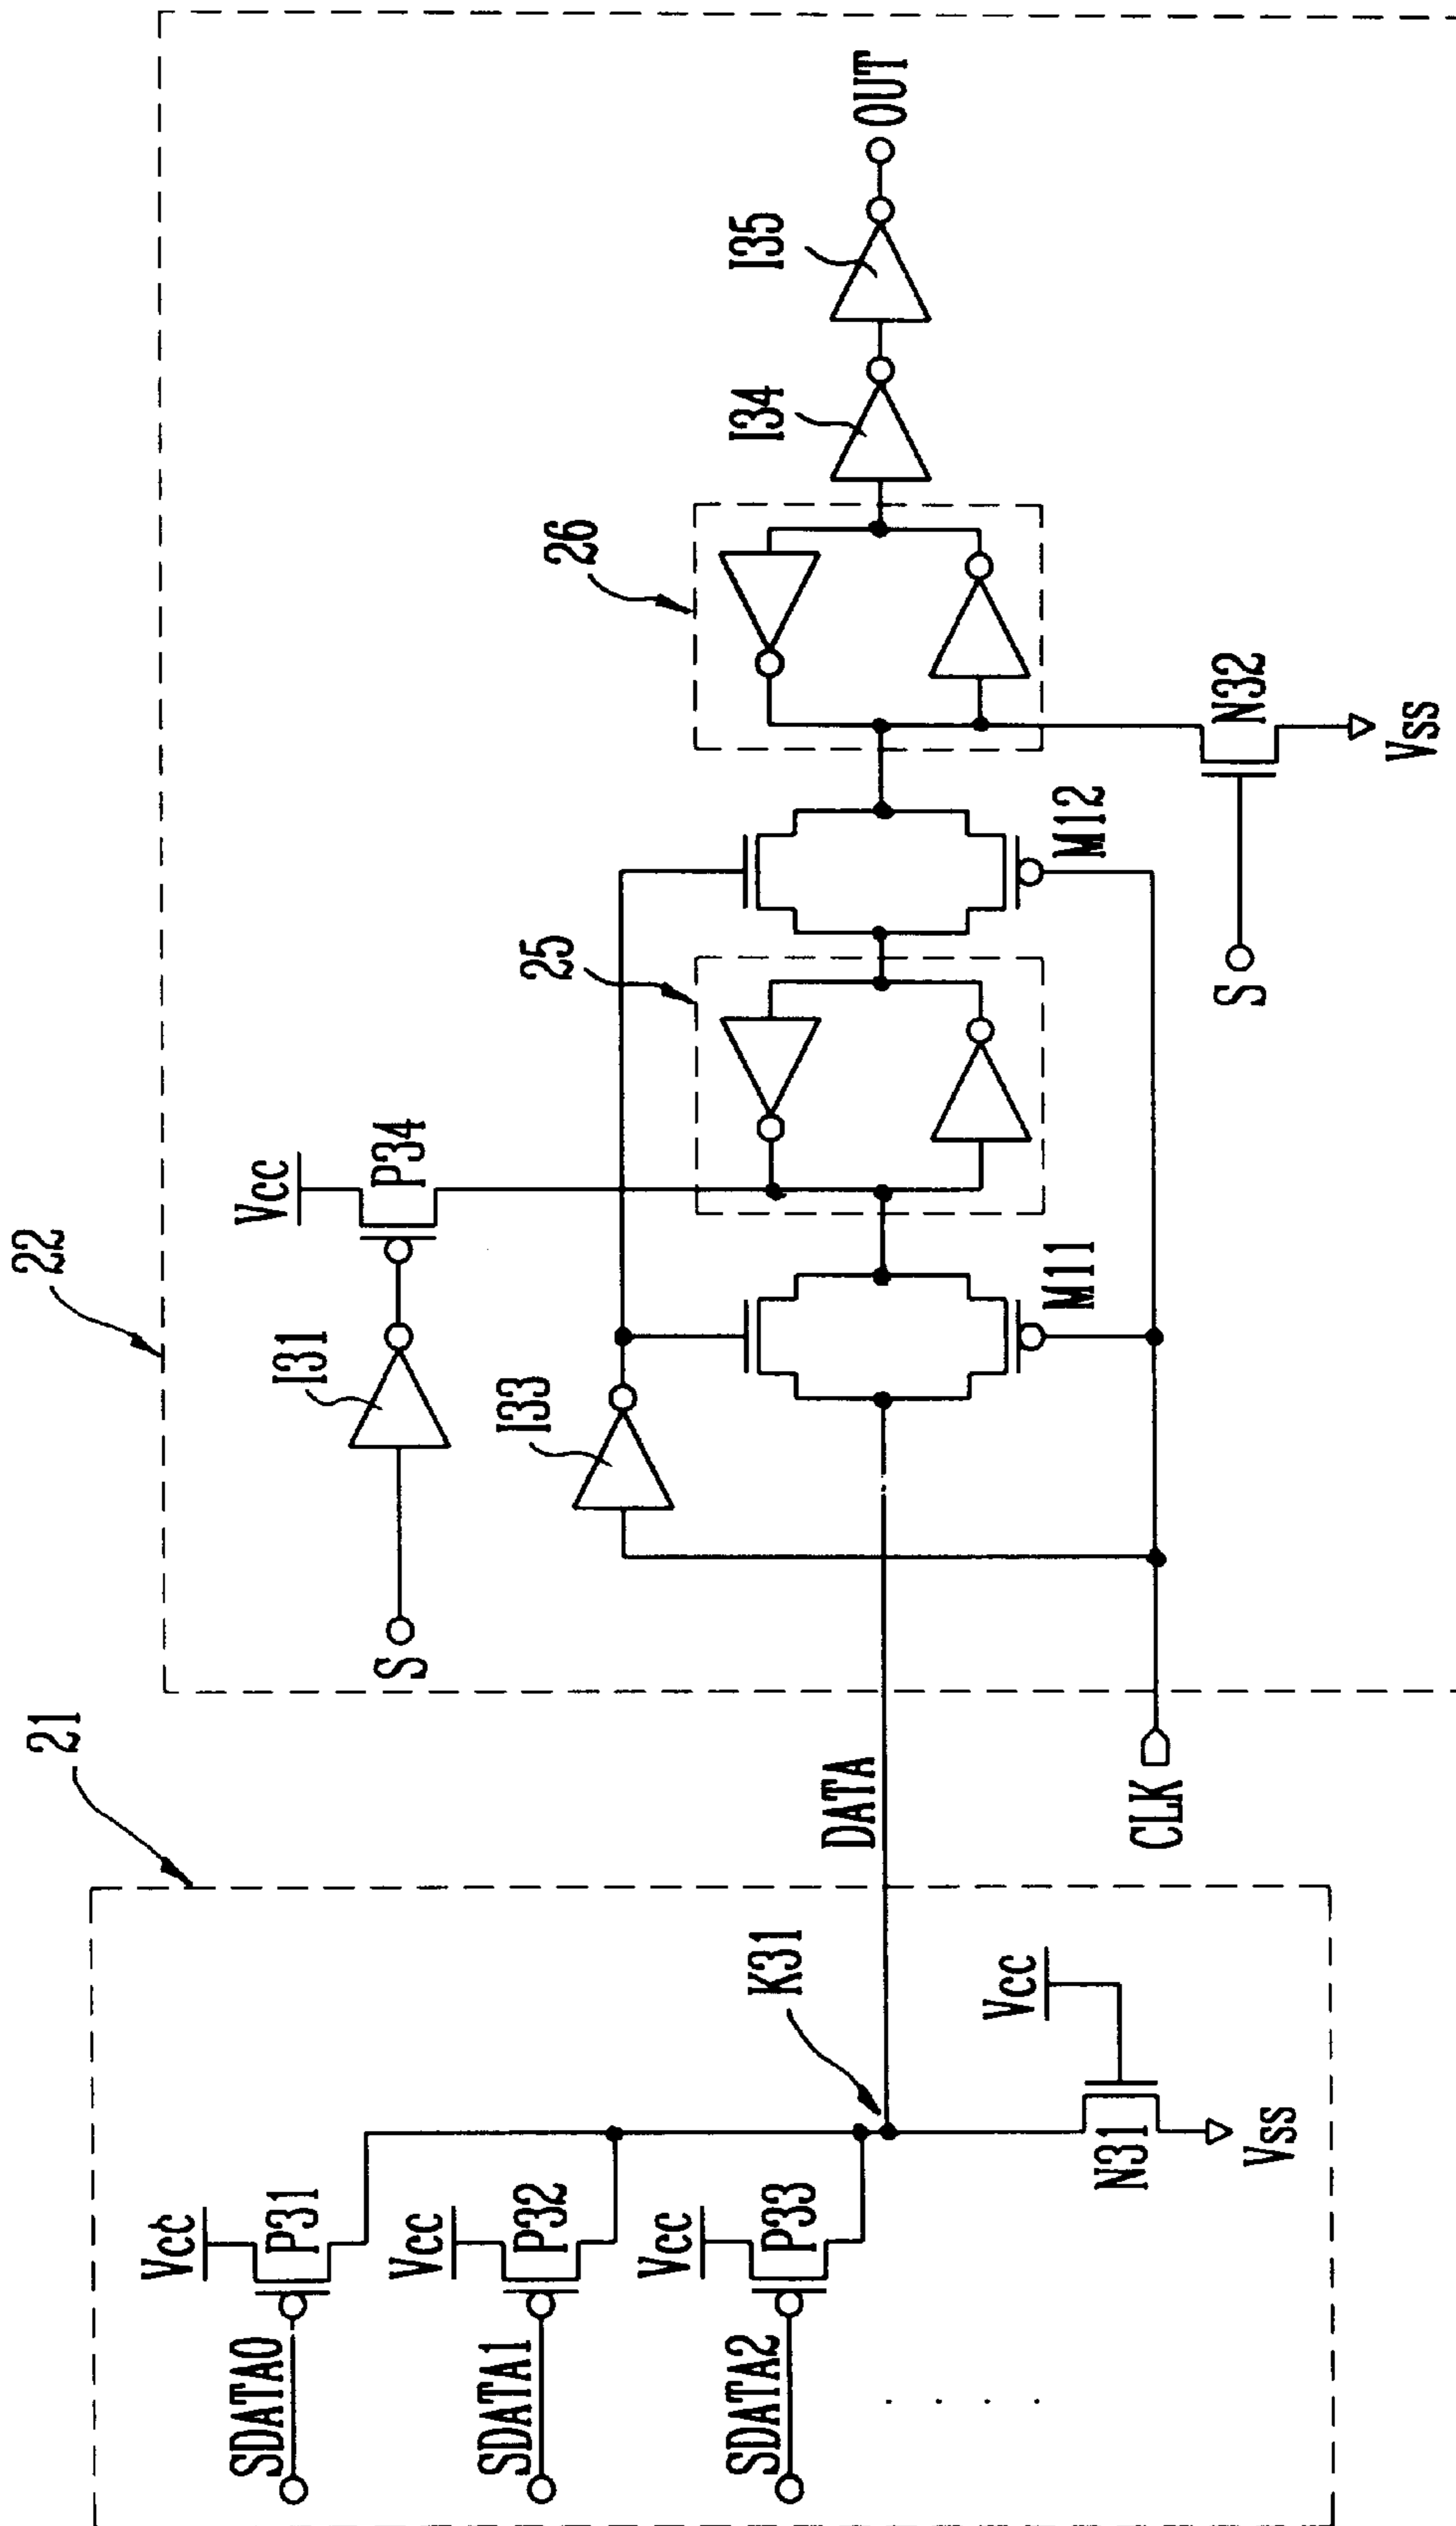 21
22
SDATA0
Vcc
P31
SDATA1
Vcc
P32
SDATA2
Vcc
P33
. . . .
K31
Vcc
N31
Vss
DATA
CLK
S
I31
Vcc
P34
I33
M11
25
M12
26
S
N32
Vss
I34
I35
OUT